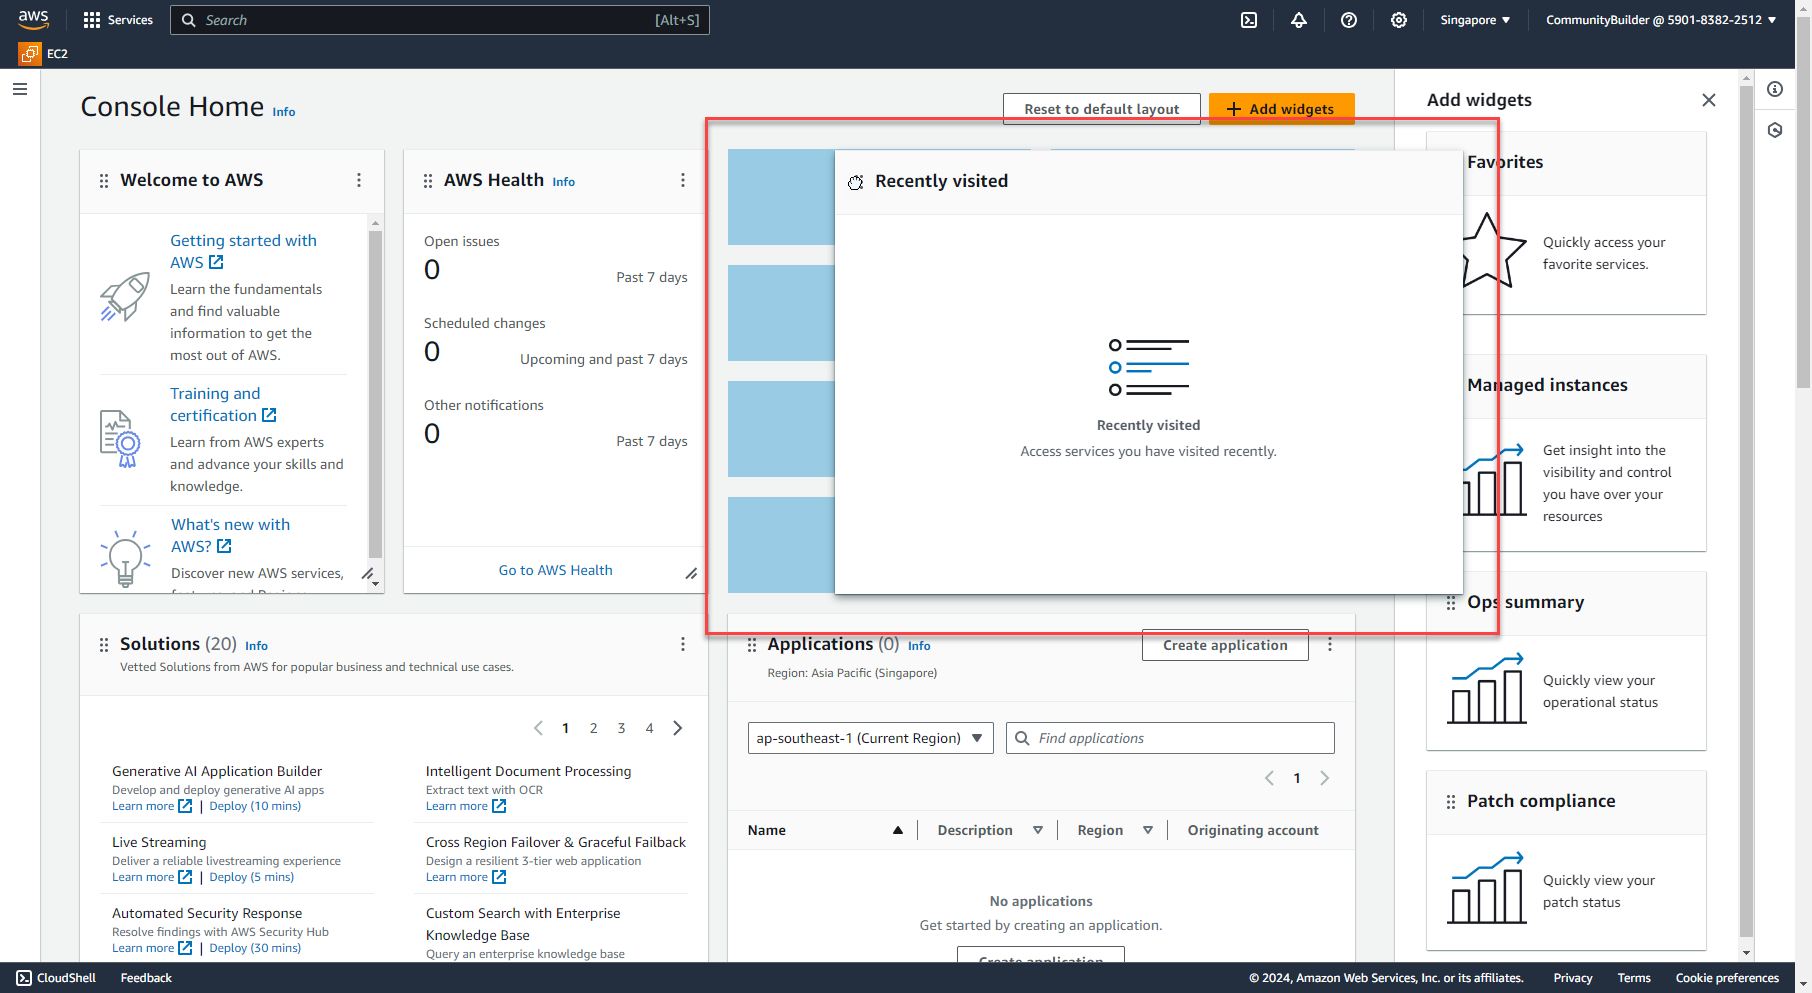 aws
Services
Search
[Alt+S]
Singapore
CommunityBuilder @ 5901-8382-2512
EC2
Console Home Info
Reset to default layout
Add widgets
Welcome to AWS
Getting started with
AWS
Learn the fundamentals
and find valuable
information to get the
most out of AWS.
Training and
certification
Learn from AWS experts
and advance your skills and
knowledge.
What's new with
AWS?
Discover new AWS services,
AWS Health Info
Open issues
0
Past 7 days
Scheduled changes
0
Upcoming and past 7 days
Other notifications
0
Past 7 days
Go to AWS Health
Recently visited
Recently visited
Access services you have visited recently.
Add widgets
Favorites
Quickly access your
favorite services.
Managed instances
Get insight into the
visibility and control
you have over your
resources
Ops summary
Quickly view your
operational status
Patch compliance
Quickly view your
patch status
Solutions (20) Info
Vetted Solutions from AWS for popular business and technical use cases.
1 2 3 4
Generative AI Application Builder
Develop and deploy generative AI apps
Learn more | Deploy (10 mins)
Intelligent Document Processing
Extract text with OCR
Learn more
Live Streaming
Deliver a reliable livestreaming experience
Learn more | Deploy (5 mins)
Cross Region Failover & Graceful Failback
Design a resilient 3-tier web application
Learn more
Automated Security Response
Resolve findings with AWS Security Hub
Learn more | Deploy (30 mins)
Custom Search with Enterprise
Knowledge Base
Query an enterprise knowledge base
Applications (0) Info
Region: Asia Pacific (Singapore)
Create application
ap-southeast-1 (Current Region)
Find applications
1
Name
Description
Region
Originating account
No applications
Get started by creating an application.
Create application
CloudShell
Feedback
© 2024, Amazon Web Services, Inc. or its affiliates.
Privacy
Terms
Cookie preferences